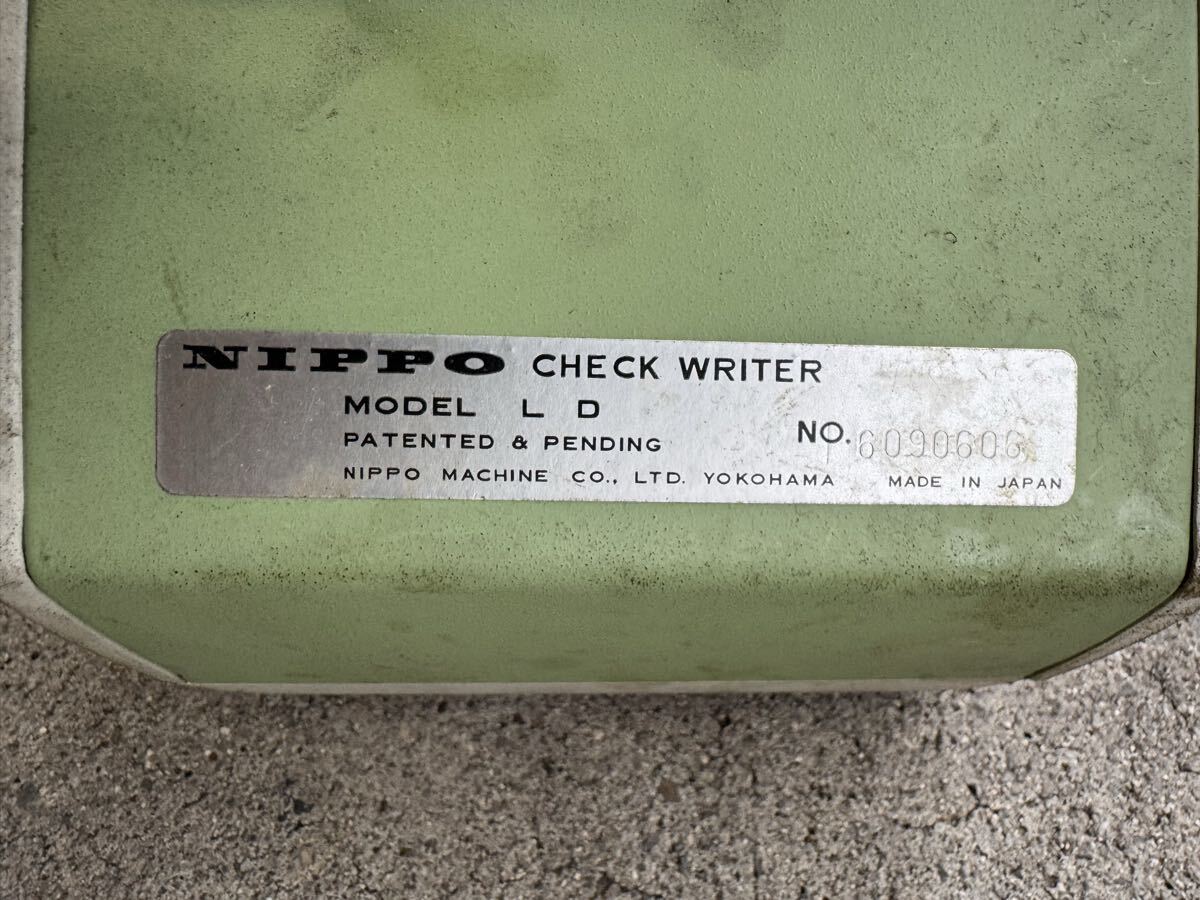 NIPPO CHECK WRITER
MODEL L D
PATENTED & PENDING
NO. 6090606
NIPPO MACHINE CO., LTD. YOKOHAMA MADE IN JAPAN